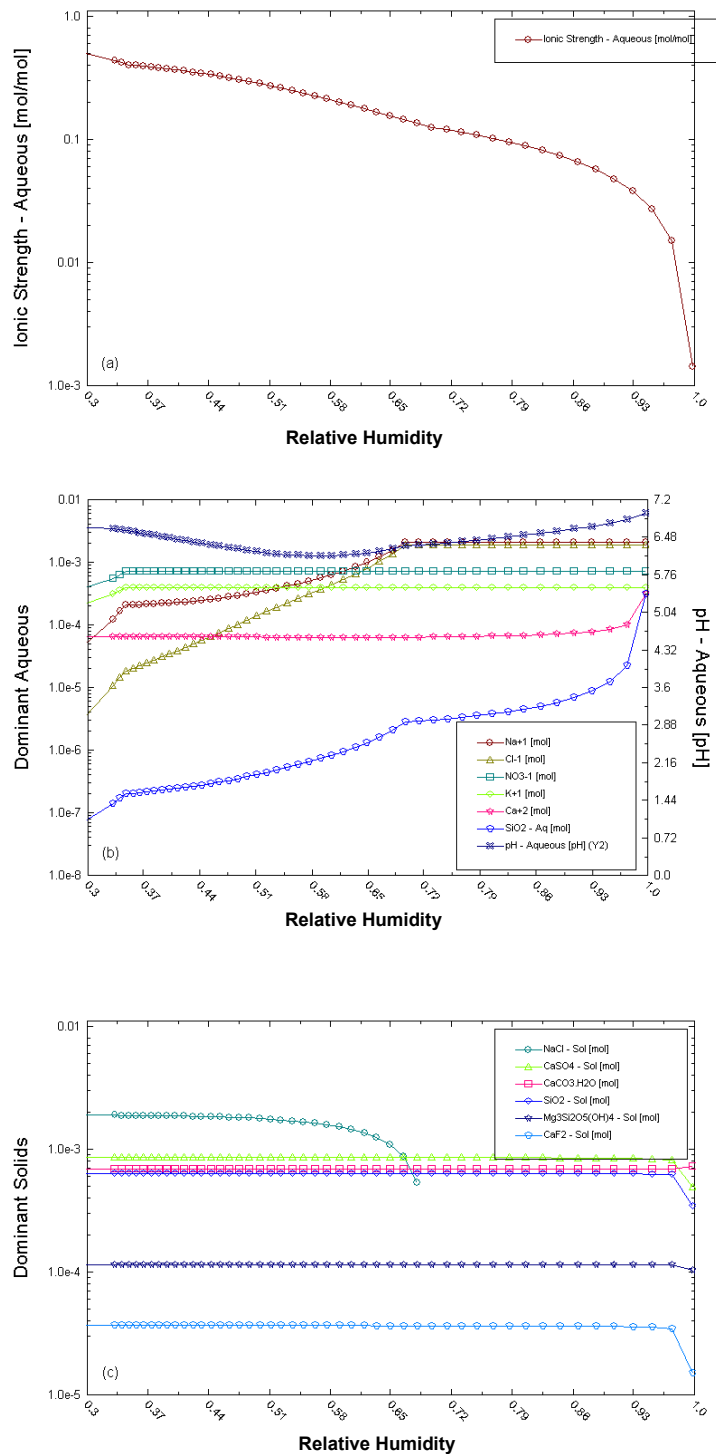 1.0
0.1
0.01
1.0e-3
Ionic Strength - Aqueous [mol/mol]
Ionic Strength - Aqueous [mol/mol]
(a)
0.3 0.37 0.44 0.51 0.58 0.65 0.72 0.79 0.86 0.93 1.0
Relative Humidity
0.01
1.0e-3
1.0e-4
1.0e-5
1.0e-6
1.0e-7
1.0e-8
Dominant Aqueous
7.2
6.48
5.76
5.04
4.32
3.6
2.88
2.16
1.44
0.72
0.0
pH - Aqueous [pH]
Na+1 [mol]
Cl-1 [mol]
NO3-1 [mol]
K+1 [mol]
Ca+2 [mol]
SiO2 - Aq [mol]
pH - Aqueous [pH] (Y2)
(b)
0.3 0.37 0.44 0.51 0.58 0.65 0.72 0.79 0.86 0.93 1.0
Relative Humidity
0.01
1.0e-3
1.0e-4
1.0e-5
Dominant Solids
NaCl - Sol [mol]
CaSO4 - Sol [mol]
CaCO3.H2O [mol]
SiO2 - Sol [mol]
Mg3Si2O5(OH)4 - Sol [mol]
CaF2 - Sol [mol]
(c)
0.3 0.37 0.44 0.51 0.58 0.65 0.72 0.79 0.86 0.93 1.0
Relative Humidity